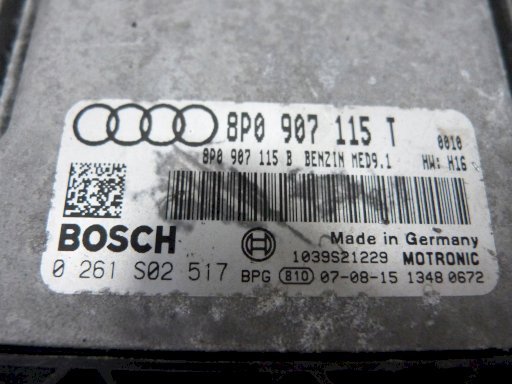 8P0 907 115 T 0010
8P0 907 115 B BENZIN MED9.1 HW: H16
BOSCH
Made in Germany
1039S21229 MOTRONIC
0 261 S02 517 BPG 810 07-08-15 1348 0672